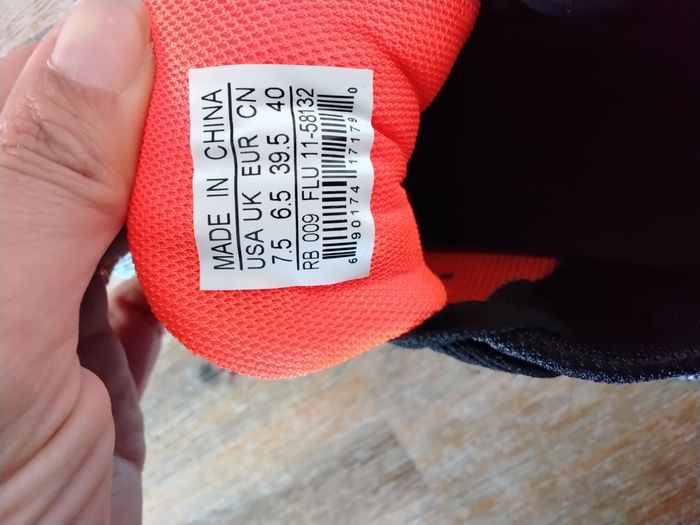 MADE IN CHINA
USA UK EUR CN
7.5 6.5 39.5 40
RB 009 FLU 11-58132
6 90174 17179 0